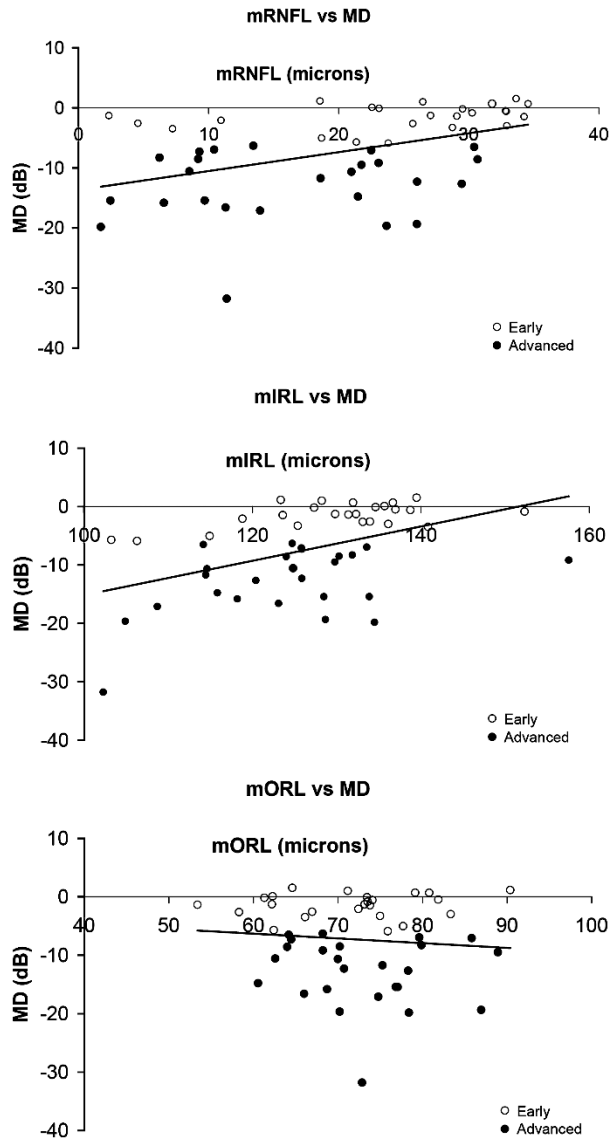 mRNFL vs MD
10
mRNFL (microns)
0
0 10 20 30 40
-10
-20
-30
-40
MD (dB)
Early
Advanced
mIRL vs MD
10
mIRL (microns)
0
100 120 140 160
-10
-20
-30
-40
MD (dB)
Early
Advanced
mORL vs MD
10
mORL (microns)
0
40 50 60 70 80 90 100
-10
-20
-30
-40
MD (dB)
Early
Advanced